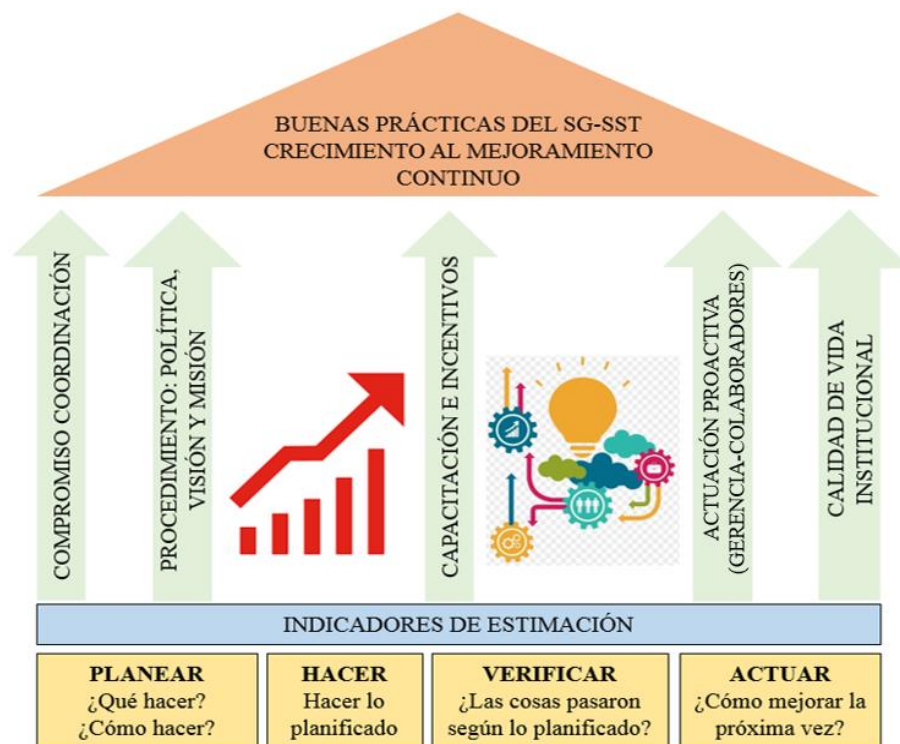 BUENAS PRÁCTICAS DEL SG-SST
CRECIMIENTO AL MEJORAMIENTO
CONTINUO
COMPROMISO COORDINACIÓN
PROCEDIMIENTO: POLÍTICA,
VISIÓN Y MISIÓN
CAPACITACIÓN E INCENTIVOS
ACTUACIÓN PROACTIVA
(GERENCIA-COLABORADORES)
CALIDAD DE VIDA
INSTITUCIONAL
INDICADORES DE ESTIMACIÓN
PLANEAR
¿Qué hacer?
¿Cómo hacer?
HACER
Hacer lo
planificado
VERIFICAR
¿Las cosas pasaron
según lo planificado?
ACTUAR
¿Cómo mejorar la
próxima vez?